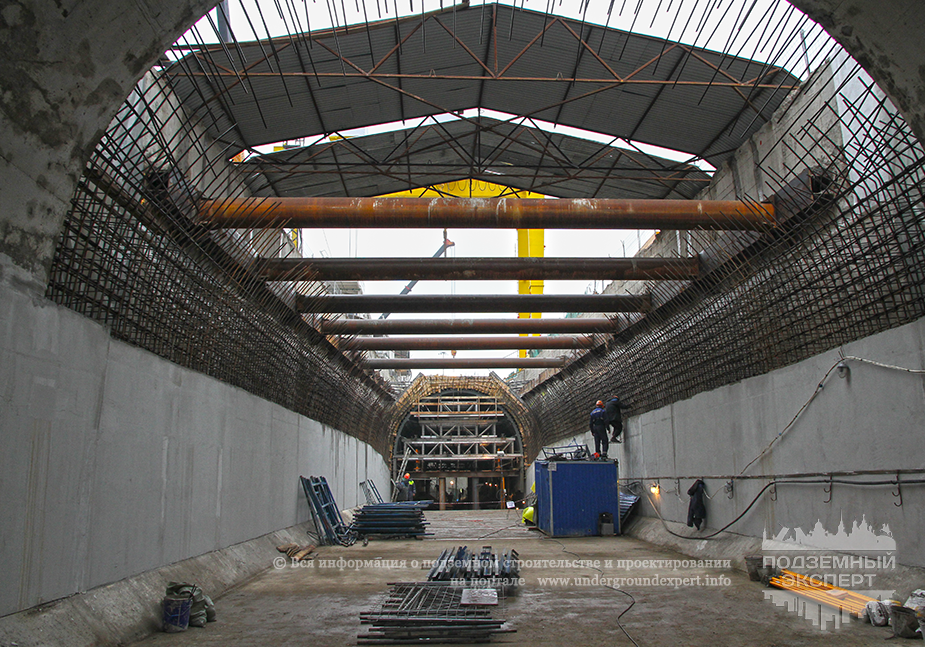 © Вся информация о подземном строительстве и проектировании
на портале www.undergroundexpert.info
ПОДЗЕМНЫЙ
ЭКСПЕРТ